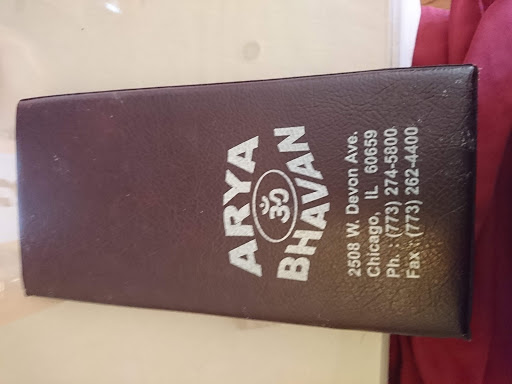 ARYA
ॐ
BHAVAN
2508 W. Devon Ave.
Chicago, IL 60659
Ph. : (773) 274-5800
Fax : (773) 262-4400